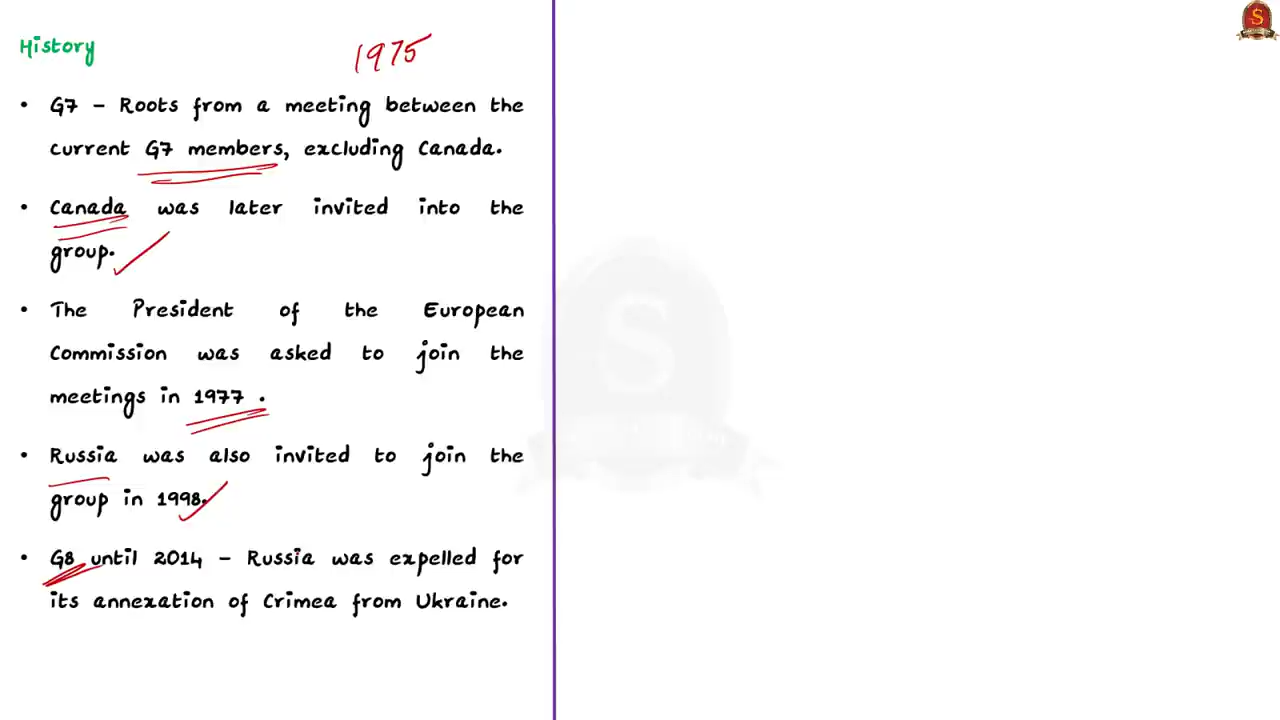 History
1975
• G7 – Roots from a meeting between the
current G7 members, excluding Canada.
• Canada was later invited into the
group.
• The President of the European
Commission was asked to join the
meetings in 1977 .
• Russia was also invited to join the
group in 1998.
• G8 until 2014 – Russia was expelled for
its annexation of Crimea from Ukraine.
S
S